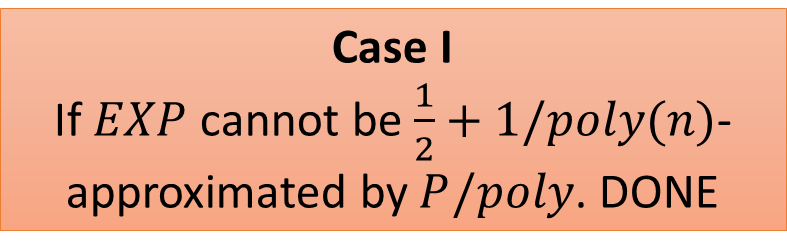 Case I
If EXP cannot be 1/2 + 1/poly(n)-
approximated by P/poly. DONE